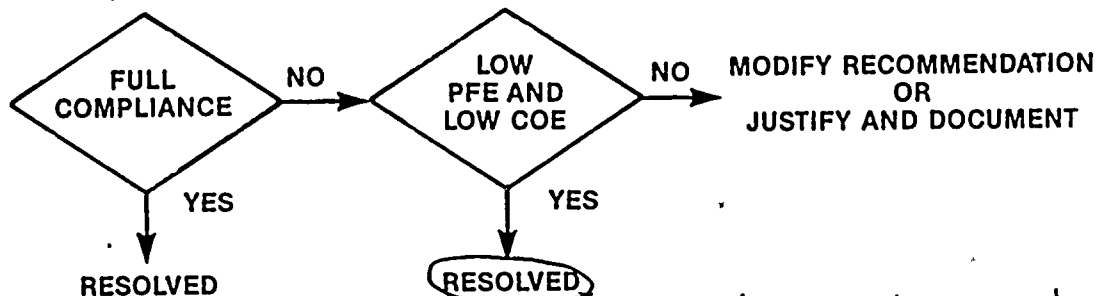 FULL
COMPLIANCE
NO
LOW
PFE AND
LOW COE
NO
MODIFY RECOMMENDATION
OR
JUSTIFY AND DOCUMENT
YES
YES
RESOLVED
RESOLVED